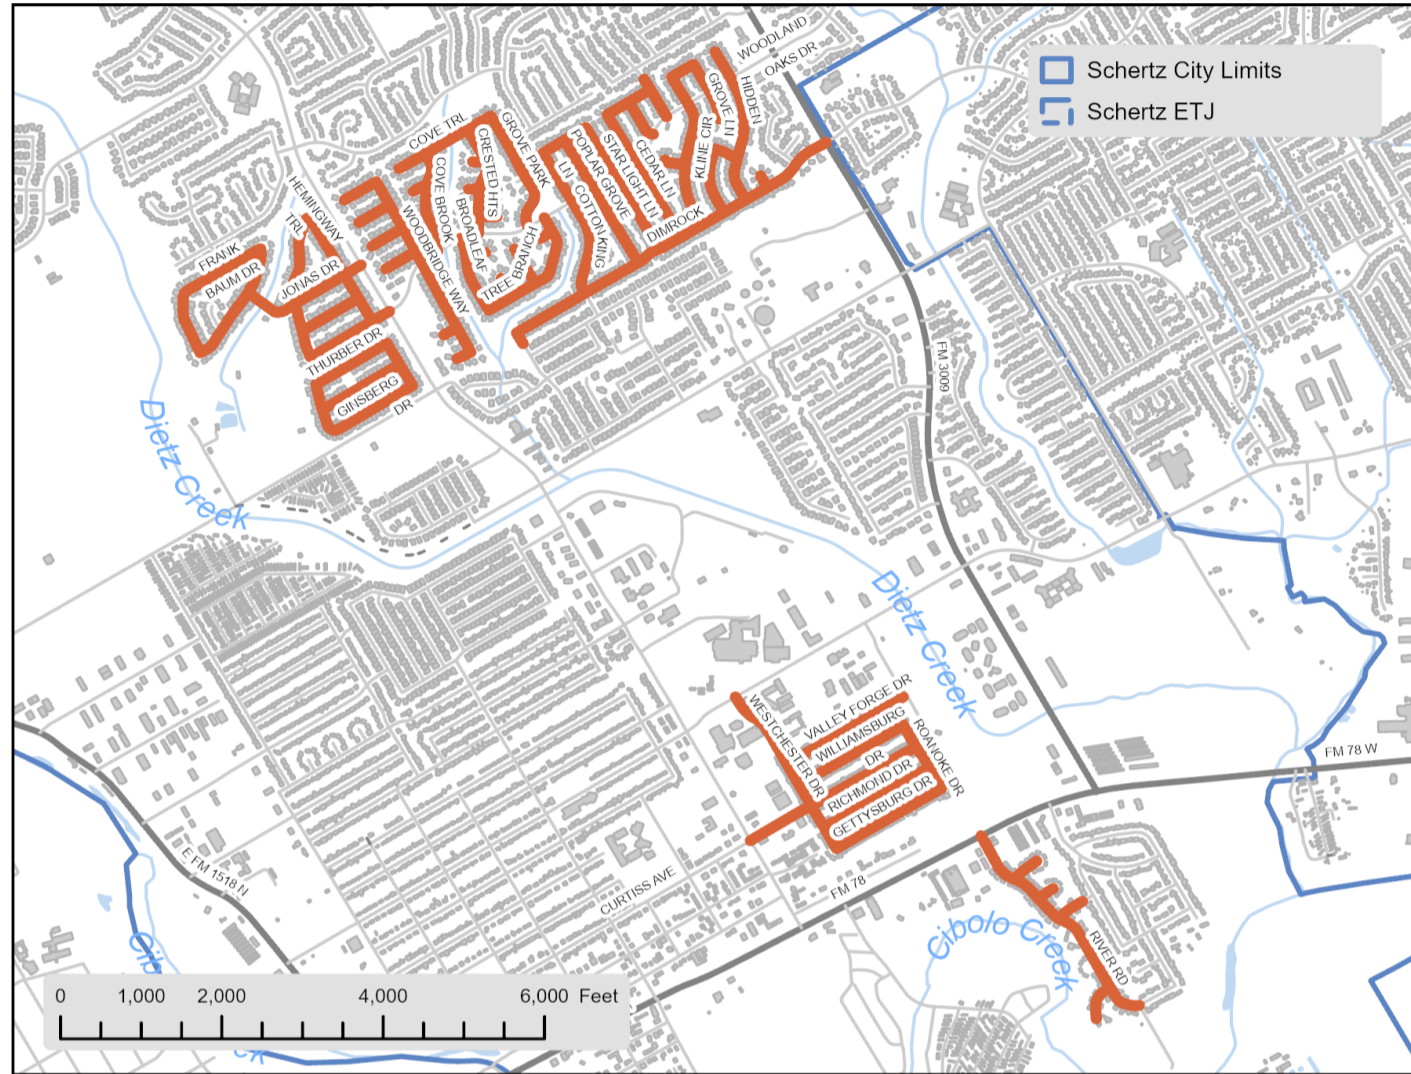 WOODLAND
OAKS DR
Schertz City Limits
Schertz ETJ
HIDDEN
GROVE LN
KLINE CIR
CEDAR LN
STAR LIGHT LN
POPLAR GROVE
LN
COTTON KING
DIMROCK
GROVE PARK
CRESTED HTS
COVE TRL
COVE BROOK
BROADLEAF
TREE BRANCH
WOODBRIDGE WAY
HEMINGWAY
TRL
FRANK
BAUM DR
JONAS DR
THURBER DR
GINSBERG
DR
FM 3009
Dietz Creek
Dietz Creek
VALLEY FORGE DR
WILLIAMSBURG
DR
WESTCHESTER DR
ROANOKE DR
RICHMOND DR
GETTYSBURG DR
FM 78 W
E FM 1518 N
CURTISS AVE
FM 78
Cibolo Creek
RIVER RD
Cib
ek
0 1,000 2,000 4,000 6,000 Feet